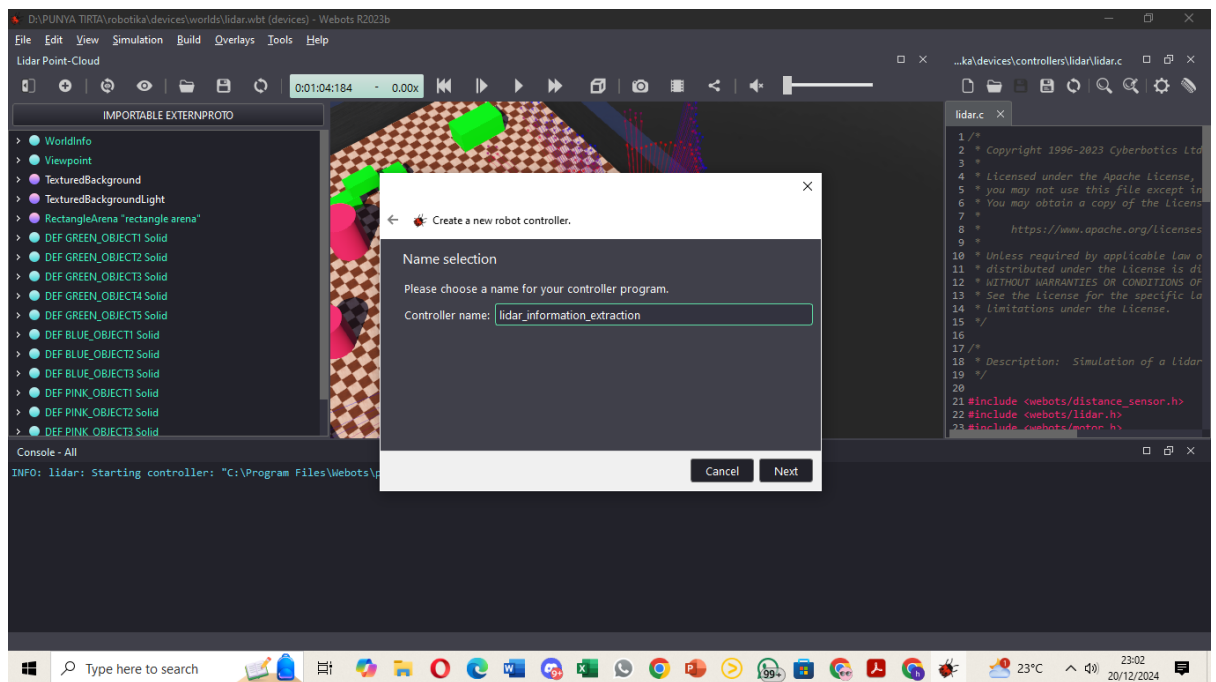 D:\PUNYA TIRTA\robotika\devices\worlds\lidar.wbt (devices) - Webots R2023b
File Edit View Simulation Build Overlays Tools Help
Lidar Point-Cloud
...ka\devices\controllers\lidar\lidar.c
0:01:04:184 - 0.00x
IMPORTABLE EXTERNPROTO
WorldInfo
Viewpoint
TexturedBackground
TexturedBackgroundLight
RectangleArena "rectangle arena"
DEF GREEN_OBJECT1 Solid
DEF GREEN_OBJECT2 Solid
DEF GREEN_OBJECT3 Solid
DEF GREEN_OBJECT4 Solid
DEF GREEN_OBJECT5 Solid
DEF BLUE_OBJECT1 Solid
DEF BLUE_OBJECT2 Solid
DEF BLUE_OBJECT3 Solid
DEF PINK_OBJECT1 Solid
DEF PINK_OBJECT2 Solid
DEF PINK_OBJECT3 Solid
Create a new robot controller.
Name selection
Please choose a name for your controller program.
Controller name: lidar_information_extraction
Cancel Next
lidar.c
1 /*
2 * Copyright 1996-2023 Cyberbotics Ltd
3 *
4 * Licensed under the Apache License,
5 * you may not use this file except in
6 * You may obtain a copy of the Licens
7 *
8 * https://www.apache.org/licenses
9 *
10 * Unless required by applicable law o
11 * distributed under the License is di
12 * WITHOUT WARRANTIES OR CONDITIONS OF
13 * See the License for the specific la
14 * limitations under the License.
15 */
16
17 /*
18 * Description: Simulation of a lidar
19 */
20
21 #include <webots/distance_sensor.h>
22 #include <webots/lidar.h>
23 #include <webots/motor.h>
Console - All
INFO: lidar: Starting controller: "C:\Program Files\Webots\p
Type here to search
99+
23°C
23:02
20/12/2024